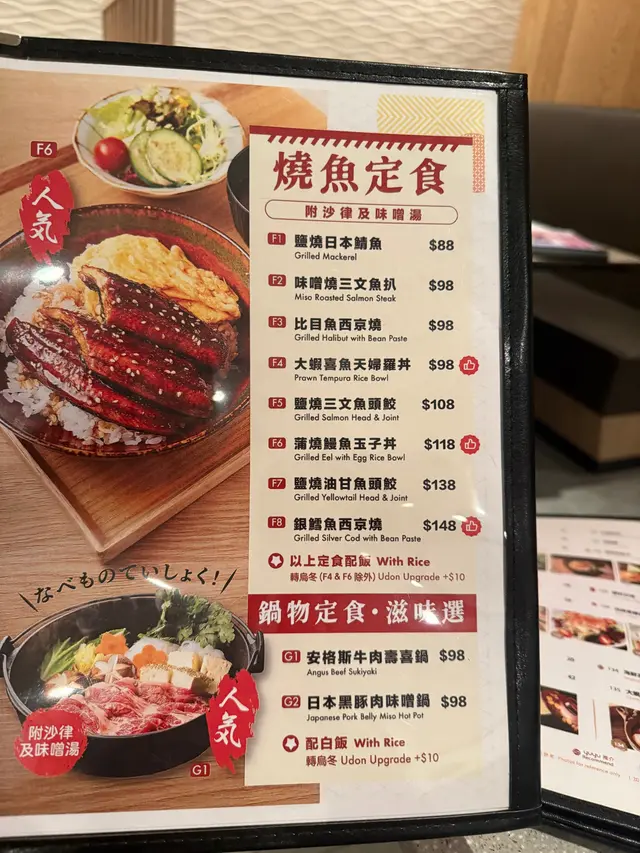 F6
人気
燒魚定食
附沙律及味噌湯
F1 鹽燒日本鯖魚 $88
Grilled Mackerel
F2 味噌燒三文魚扒 $98
Miso Roasted Salmon Steak
F3 比目魚西京燒 $98
Grilled Halibut with Bean Paste
F4 大蝦喜魚天婦羅丼 $98
Prawn Tempura Rice Bowl
F5 鹽燒三文魚頭鮫 $108
Grilled Salmon Head & Joint
F6 蒲燒鰻魚玉子丼 $118
Grilled Eel with Egg Rice Bowl
F7 鹽燒油甘魚頭鮫 $138
Grilled Yellowtail Head & Joint
F8 銀鱈魚西京燒 $148
Grilled Silver Cod with Bean Paste
以上定食配飯 With Rice
轉烏冬 (F4 & F6 除外) Udon Upgrade +$10
なべものていしょく!
鍋物定食・滋味選
G1 安格斯牛肉壽喜鍋 $98
Angus Beef Sukiyaki
G2 日本黑豚肉味噌鍋 $98
Japanese Pork Belly Miso Hot Pot
配白飯 With Rice
轉烏冬 Udon Upgrade +$10
人気
附沙律
及味噌湯
G1
Recommend